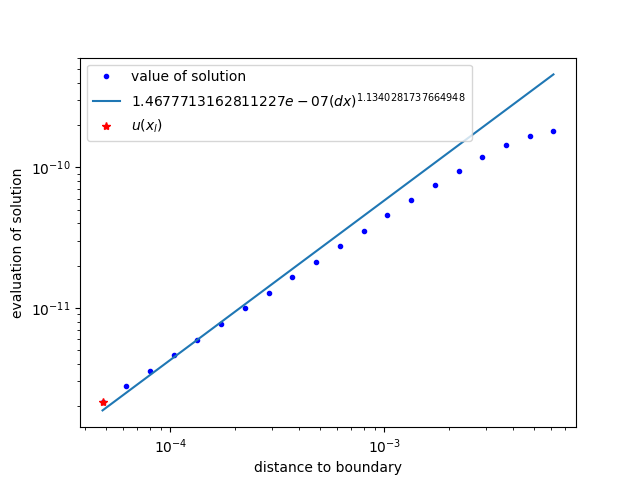 value of solution
1.4677713162811227e − 07(dx)^1.1340281737664948
u(x_l)
10^−10
10^−11
evaluation of solution
10^−4
10^−3
distance to boundary